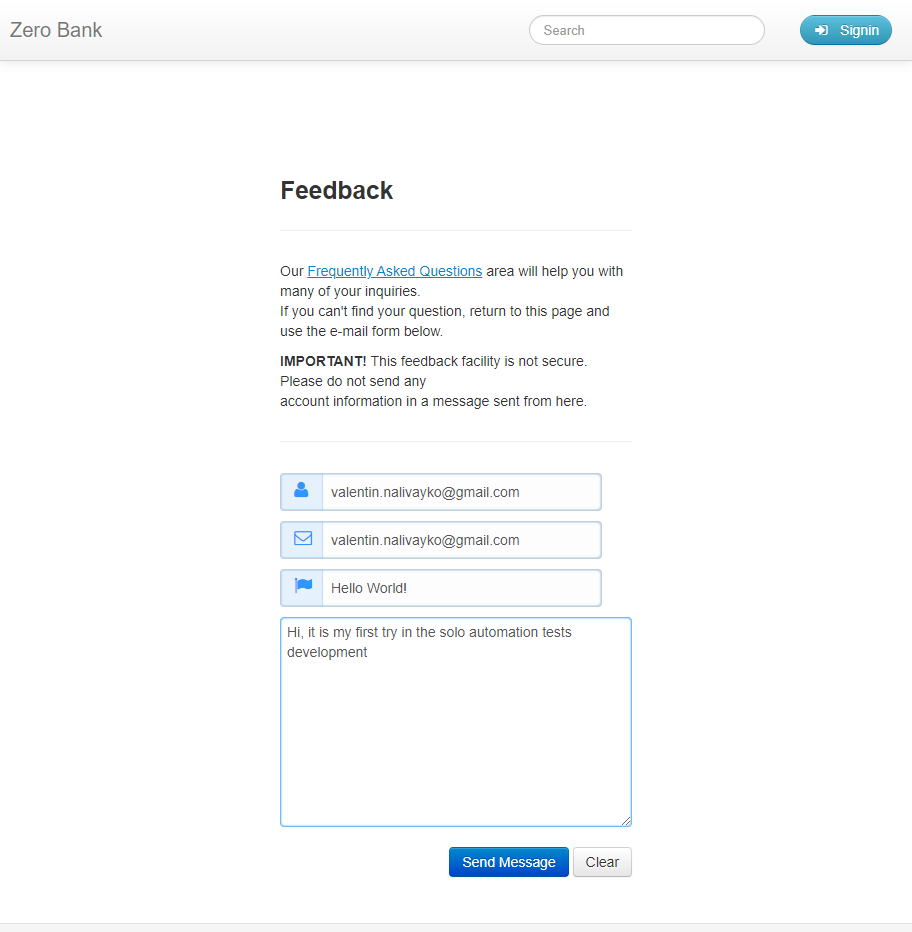 Zero Bank
Search
Signin
Feedback
Our Frequently Asked Questions area will help you with
many of your inquiries.
If you can't find your question, return to this page and
use the e-mail form below.
IMPORTANT! This feedback facility is not secure.
Please do not send any
account information in a message sent from here.
valentin.nalivayko@gmail.com
valentin.nalivayko@gmail.com
Hello World!
Hi, it is my first try in the solo automation tests
development
Send Message
Clear